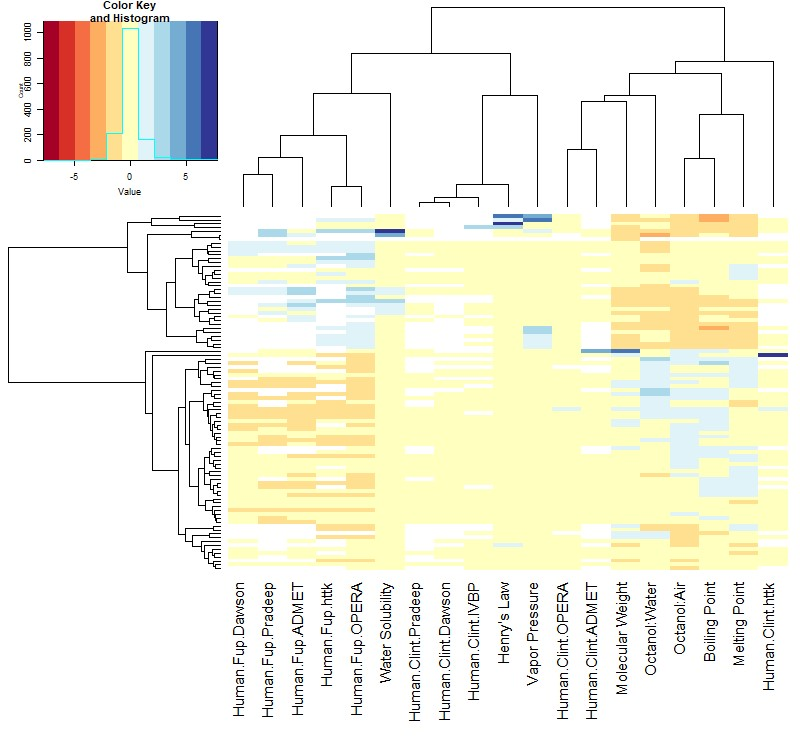 Color Key
and Histogram
Count
0
200
400
600
800
1000
-5
0
5
Value
Human.Fup.Dawson
Human.Fup.Pradeep
Human.Fup.ADMET
Human.Fup.httk
Human.Fup.OPERA
Water Solubility
Human.Clint.Pradeep
Human.Clint.Dawson
Human.Clint.IVBP
Henry's Law
Vapor Pressure
Human.Clint.OPERA
Human.Clint.ADMET
Molecular Weight
Octanol:Water
Octanol:Air
Boiling Point
Melting Point
Human.Clint.httk